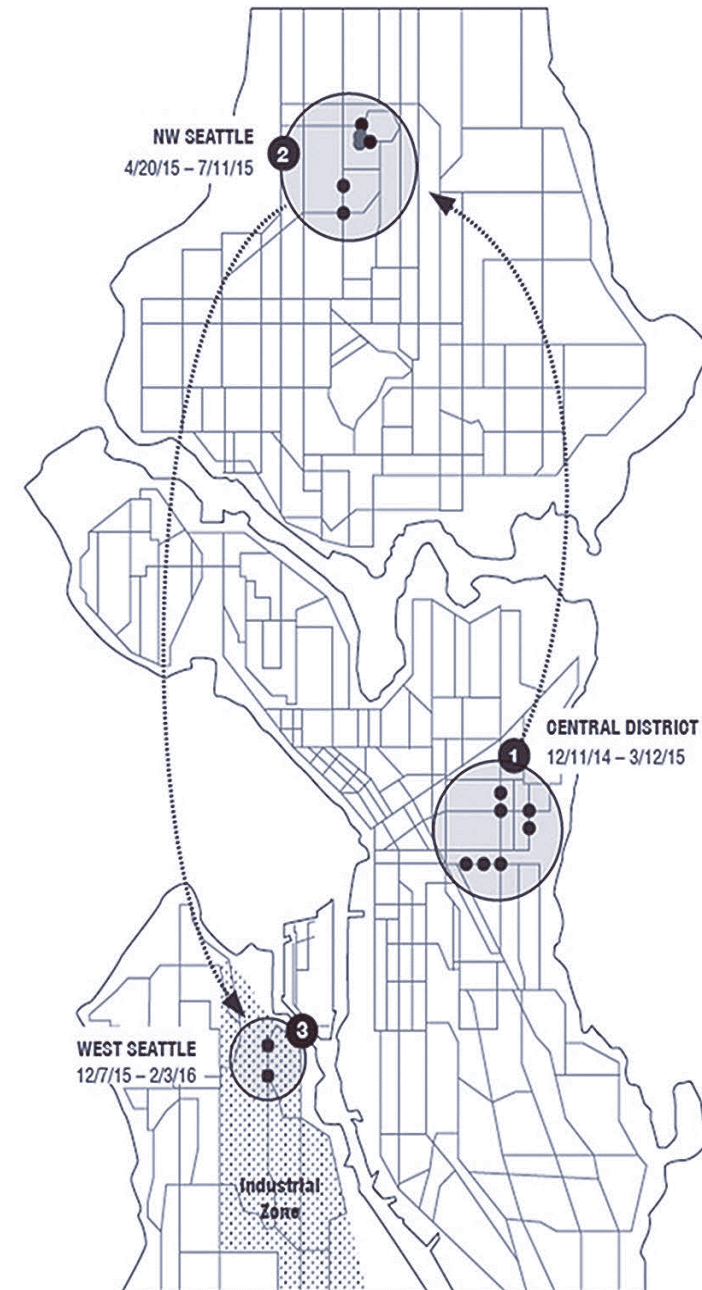 NW SEATTLE
2
4/20/15 – 7/11/15
CENTRAL DISTRICT
1
12/11/14 – 3/12/15
3
WEST SEATTLE
12/7/15 – 2/3/16
Industrial
Zone